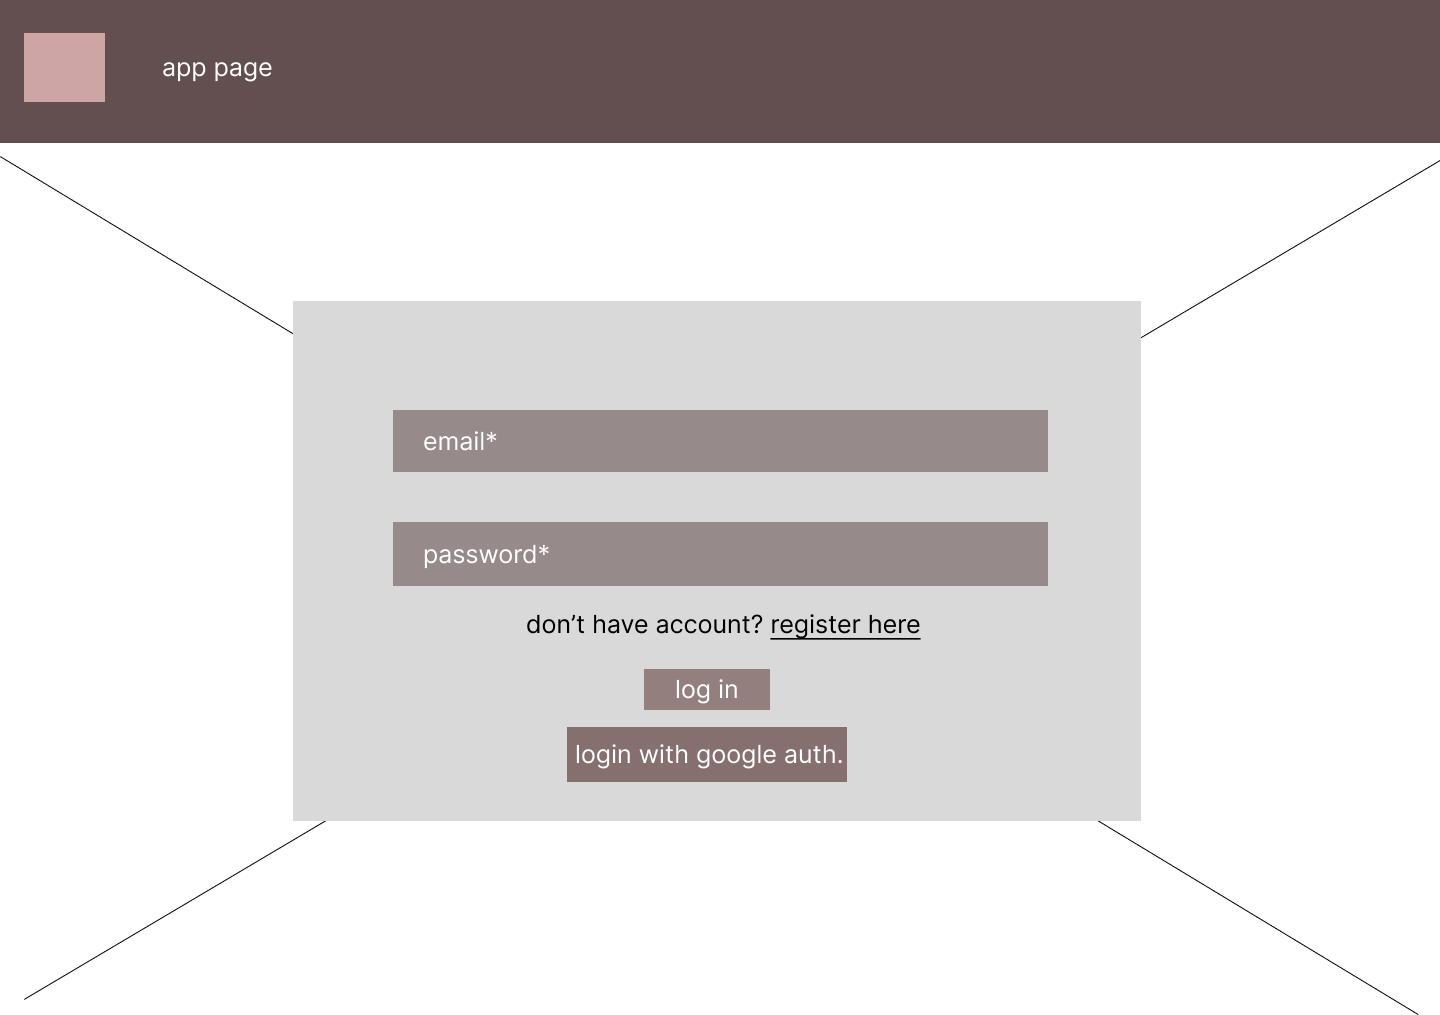 app page
email*
password*
don’t have account? register here
log in
login with google auth.